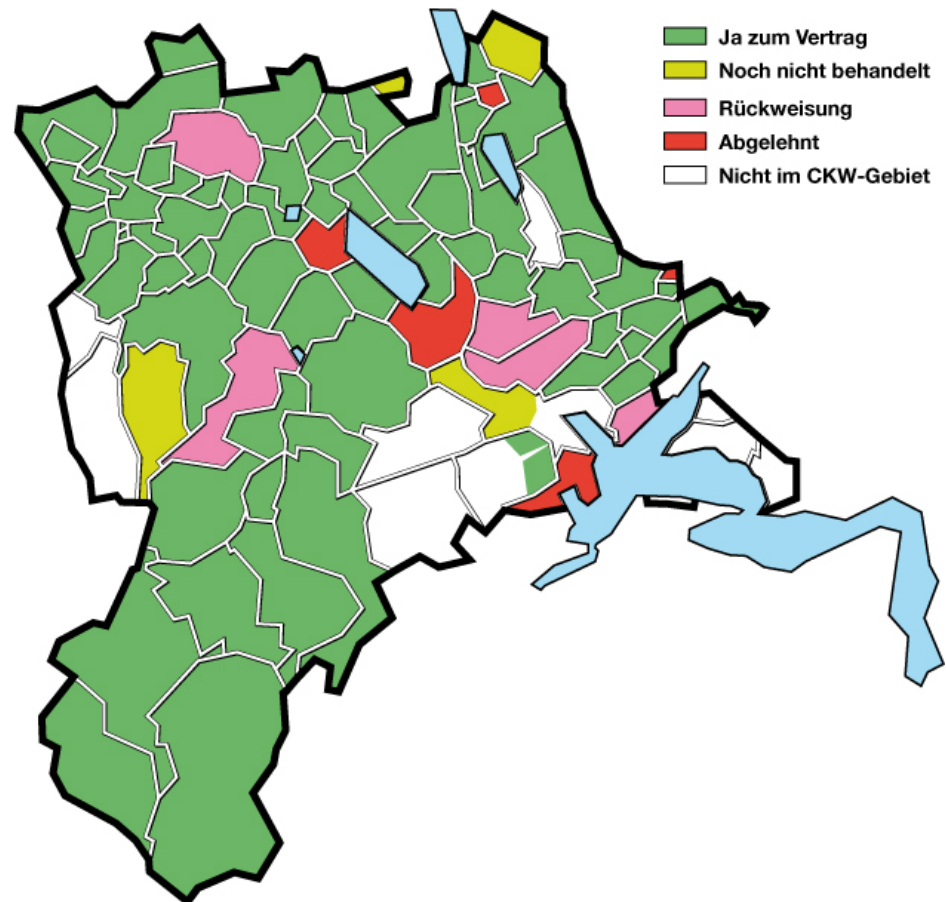 Ja zum Vertrag
Noch nicht behandelt
Rückweisung
Abgelehnt
Nicht im CKW-Gebiet